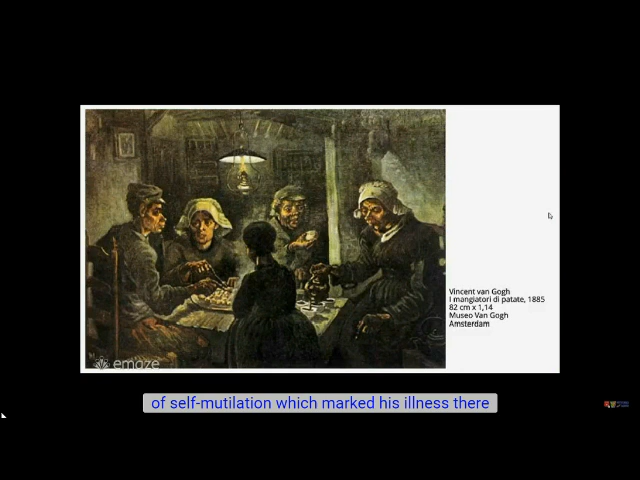 Vincent van Gogh
I mangiatori di patate, 1885
82 cm x 1,14
Museo Van Gogh
Amsterdam
emaze
of self-mutilation which marked his illness there